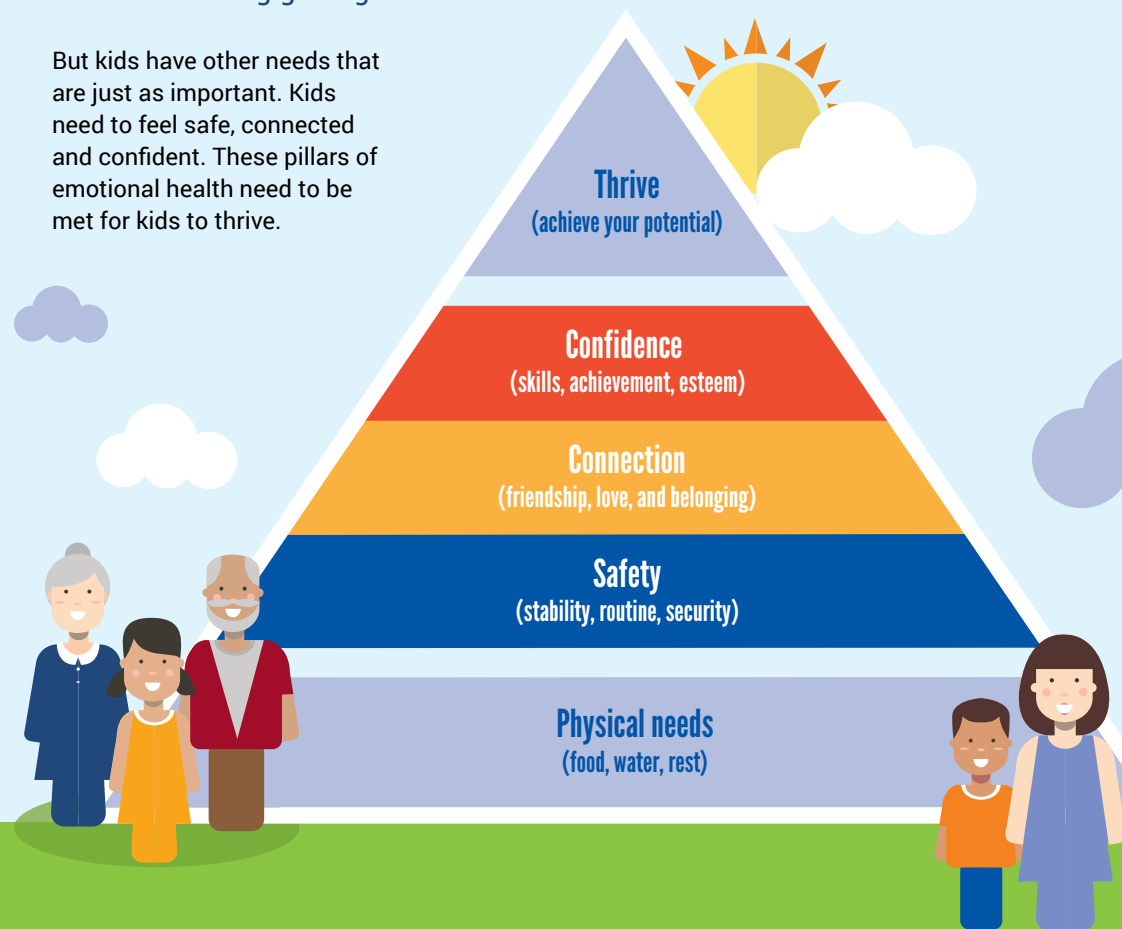 But kids have other needs that
are just as important. Kids
need to feel safe, connected
and confident. These pillars of
emotional health need to be
met for kids to thrive.
Thrive
(achieve your potential)
Confidence
(skills, achievement, esteem)
Connection
(friendship, love, and belonging)
Safety
(stability, routine, security)
Physical needs
(food, water, rest)